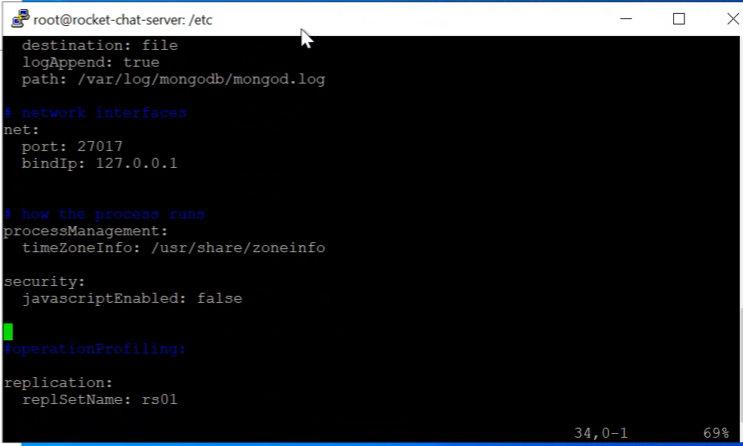 root@rocket-chat-server: /etc
destination: file
logAppend: true
path: /var/log/mongodb/mongod.log
# network interfaces
net:
port: 27017
bindIp: 127.0.0.1
# how the process runs
processManagement:
timeZoneInfo: /usr/share/zoneinfo
security:
javascriptEnabled: false
#operationProfiling:
replication:
replSetName: rs01
34,0-1 69%